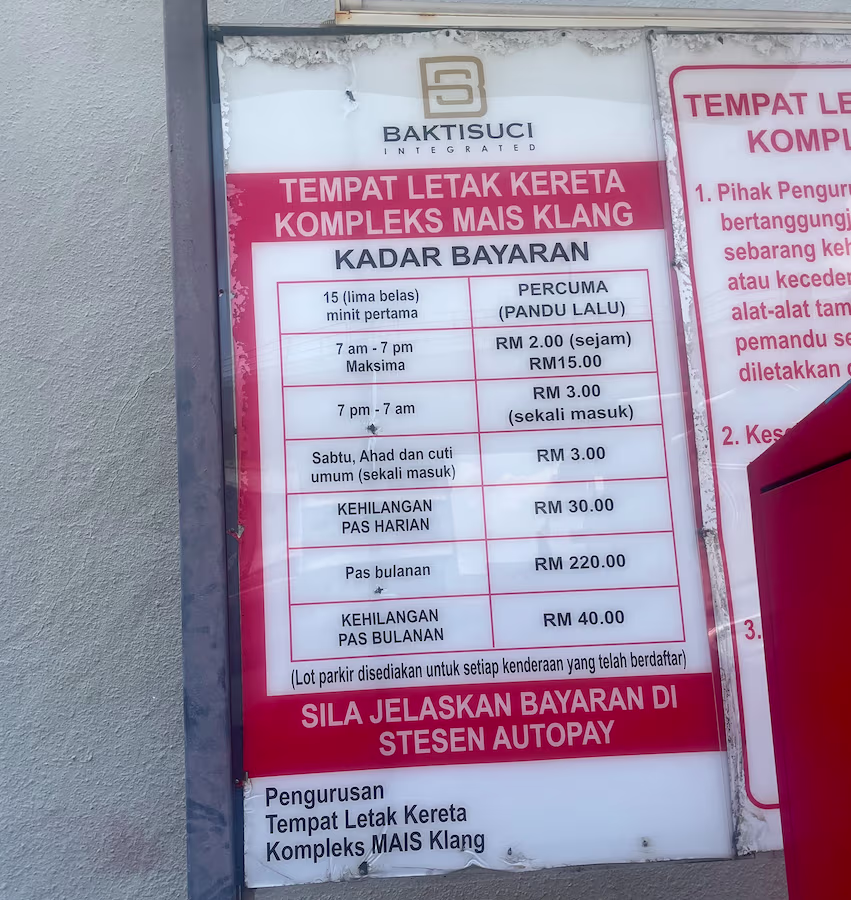 BAKTISUCI
INTEGRATED
TEMPAT LETAK KERETA
KOMPLEKS MAIS KLANG
KADAR BAYARAN
15 (lima belas)
minit pertama
PERCUMA
(PANDU LALU)
7 am - 7 pm
Maksima
RM 2.00 (sejam)
RM15.00
7 pm - 7 am
RM 3.00
(sekali masuk)
Sabtu, Ahad dan cuti
umum (sekali masuk)
RM 3.00
KEHILANGAN
PAS HARIAN
RM 30.00
Pas bulanan
RM 220.00
KEHILANGAN
PAS BULANAN
RM 40.00
(Lot parkir disediakan untuk setiap kenderaan yang telah berdaftar)
SILA JELASKAN BAYARAN DI
STESEN AUTOPAY
Pengurusan
Tempat Letak Kereta
Kompleks MAIS Klang
TEMPAT LE
KOMPL
1. Pihak Pengur
bertanggungj
sebarang keh
atau keceder
alat-alat tam
pemandu se
diletakkan
2. Kes
3.